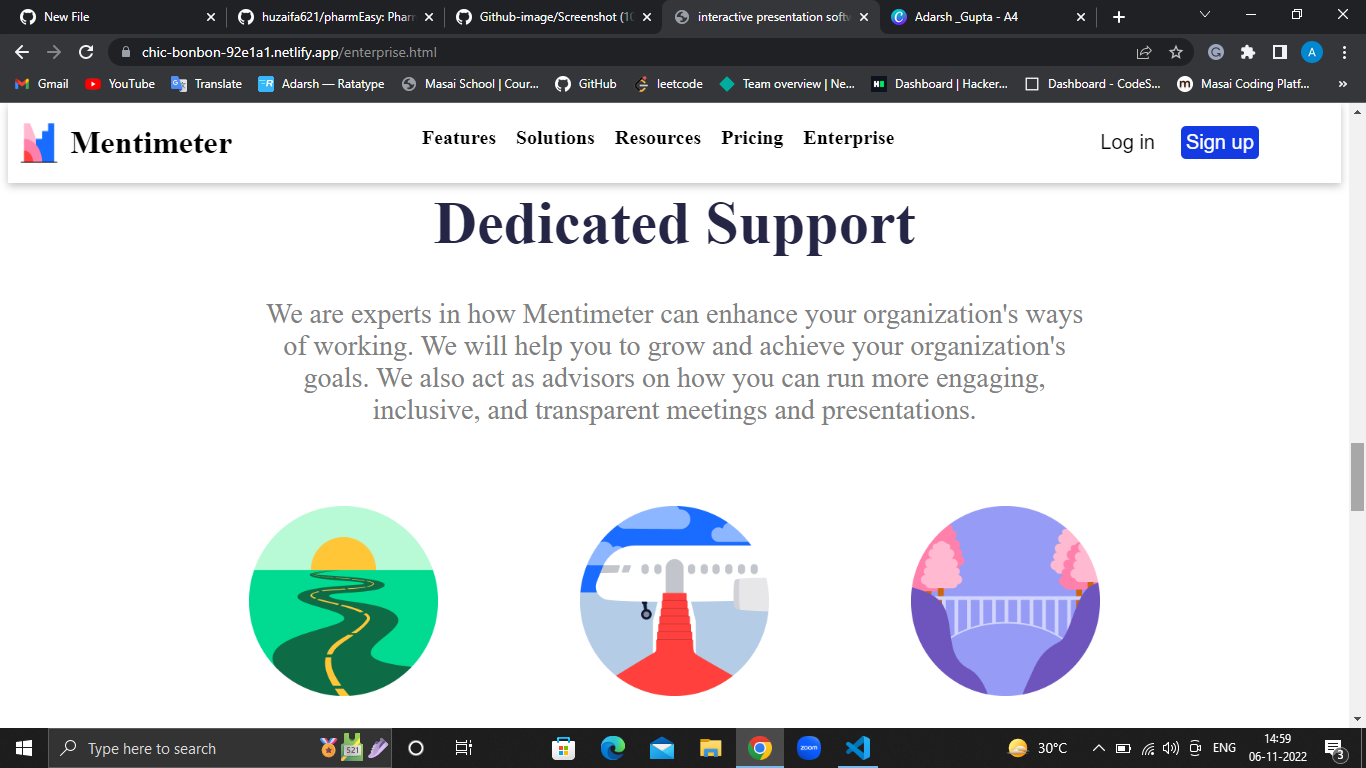 New File
huzaifa621/pharmEasy: Pharm
Github-image/Screenshot (10
interactive presentation softw
Adarsh _Gupta - A4
chic-bonbon-92e1a1.netlify.app/enterprise.html
A
Gmail
YouTube
Translate
Adarsh — Ratatype
Masai School | Cour...
GitHub
leetcode
Team overview | Ne...
Dashboard | Hacker...
Dashboard - CodeS...
Masai Coding Platf...
»
Mentimeter
Features
Solutions
Resources
Pricing
Enterprise
Log in
Sign up
Dedicated Support
We are experts in how Mentimeter can enhance your organization's ways
of working. We will help you to grow and achieve your organization's
goals. We also act as advisors on how you can run more engaging,
inclusive, and transparent meetings and presentations.
Type here to search
521
zoom
30°C
ENG
14:59
06-11-2022
3